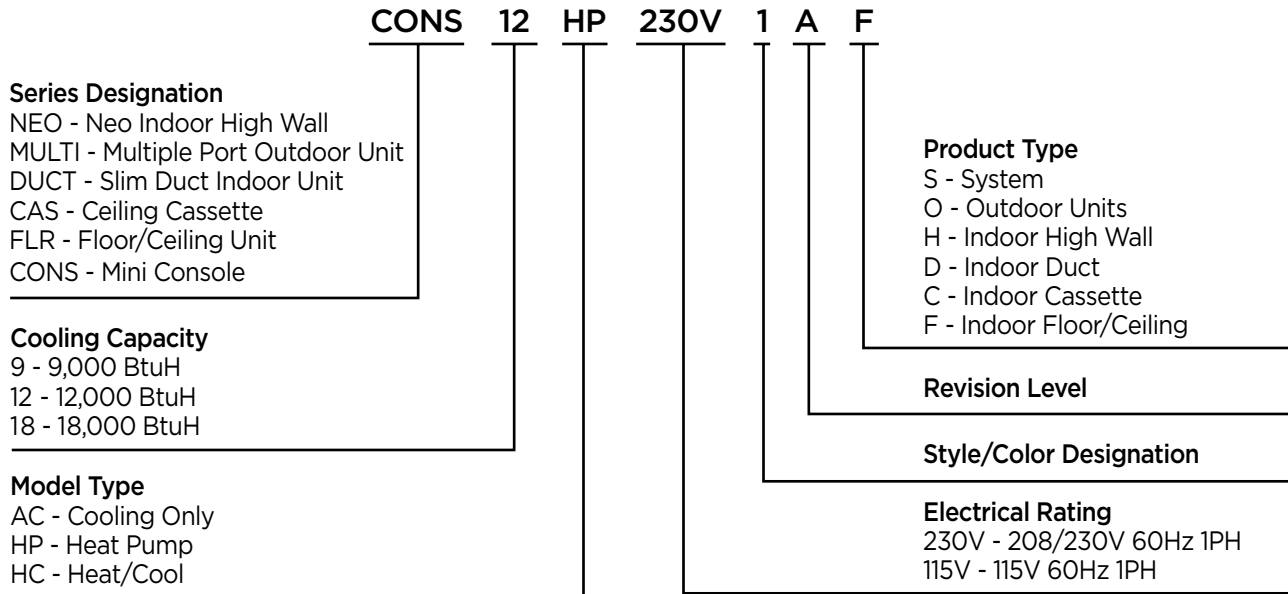 CONS 12 HP 230V 1 A F
Series Designation
NEO - Neo Indoor High Wall
MULTI - Multiple Port Outdoor Unit
DUCT - Slim Duct Indoor Unit
CAS - Ceiling Cassette
FLR - Floor/Ceiling Unit
CONS - Mini Console
Cooling Capacity
9 - 9,000 BtuH
12 - 12,000 BtuH
18 - 18,000 BtuH
Model Type
AC - Cooling Only
HP - Heat Pump
HC - Heat/Cool
Product Type
S - System
O - Outdoor Units
H - Indoor High Wall
D - Indoor Duct
C - Indoor Cassette
F - Indoor Floor/Ceiling
Revision Level
Style/Color Designation
Electrical Rating
230V - 208/230V 60Hz 1PH
115V - 115V 60Hz 1PH